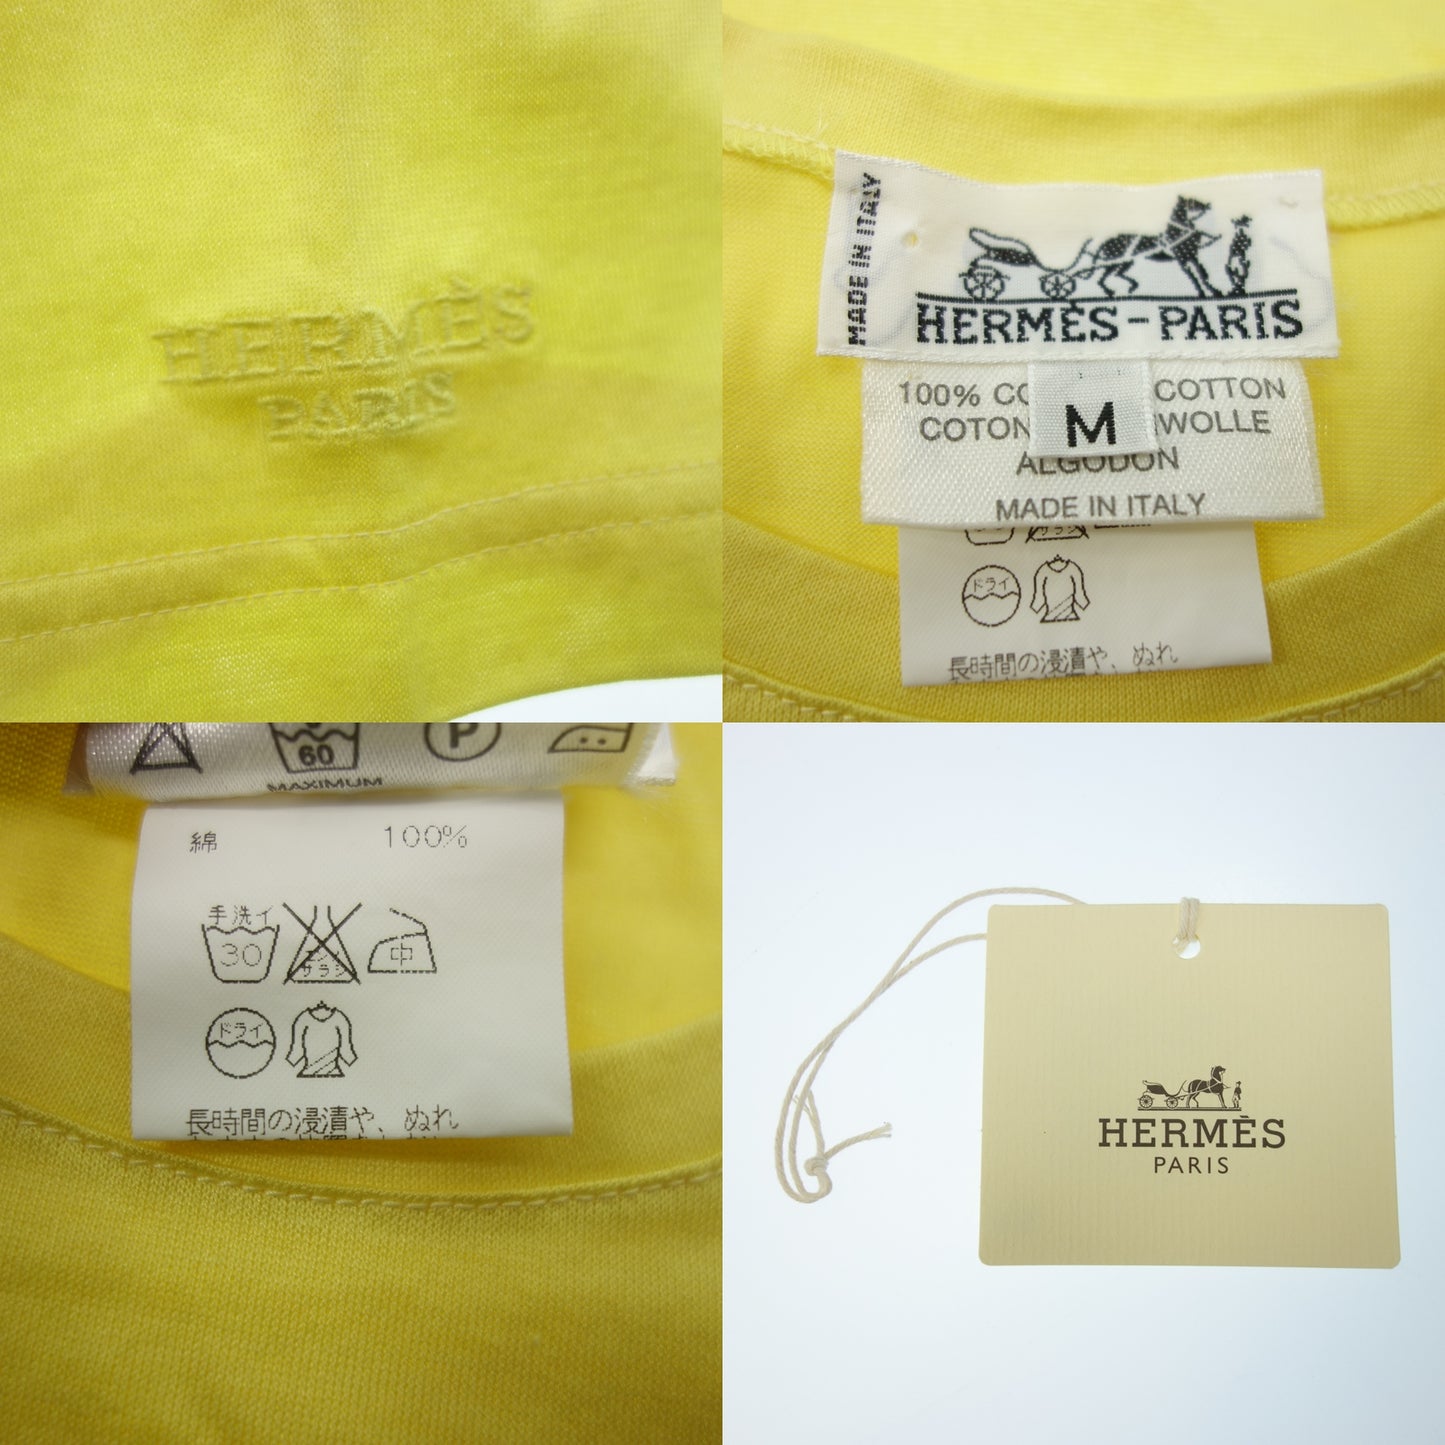 HERMÈS
PARIS
MADE IN ITALY
HERMÈS-PARIS
100% CO COTTON
COTON WOLLE
M
ALGODON
MADE IN ITALY
ドライ
長時間の浸漬や、ぬれ
60
P
MAXIMUM
綿 100%
手洗イ
30
中
ドライ
長時間の浸漬や、ぬれ
HERMÈS
PARIS